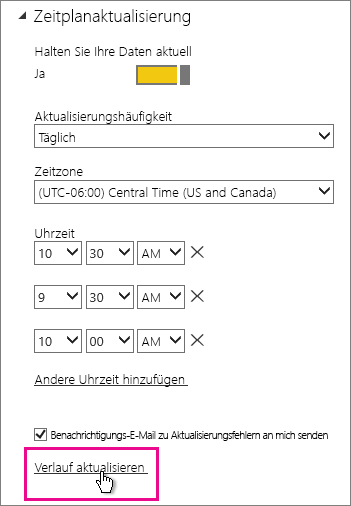 Zeitplanaktualisierung
Halten Sie Ihre Daten aktuell
Ja
Aktualisierungshäufigkeit
Täglich
Zeitzone
(UTC-06:00) Central Time (US and Canada)
Uhrzeit
10 30 AM
9 30 AM
10 00 AM
Andere Uhrzeit hinzufügen
Benachrichtigungs-E-Mail zu Aktualisierungsfehlern an mich senden
Verlauf aktualisieren